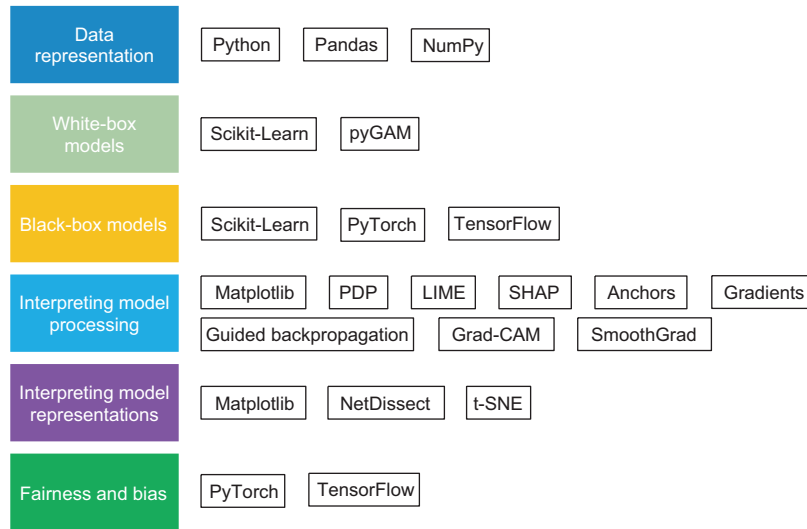 Data
representation
Python Pandas NumPy
White-box
models
Scikit-Learn pyGAM
Black-box models
Scikit-Learn PyTorch TensorFlow
Interpreting model
processing
Matplotlib PDP LIME SHAP Anchors Gradients
Guided backpropagation Grad-CAM SmoothGrad
Interpreting model
representations
Matplotlib NetDissect t-SNE
Fairness and bias
PyTorch TensorFlow